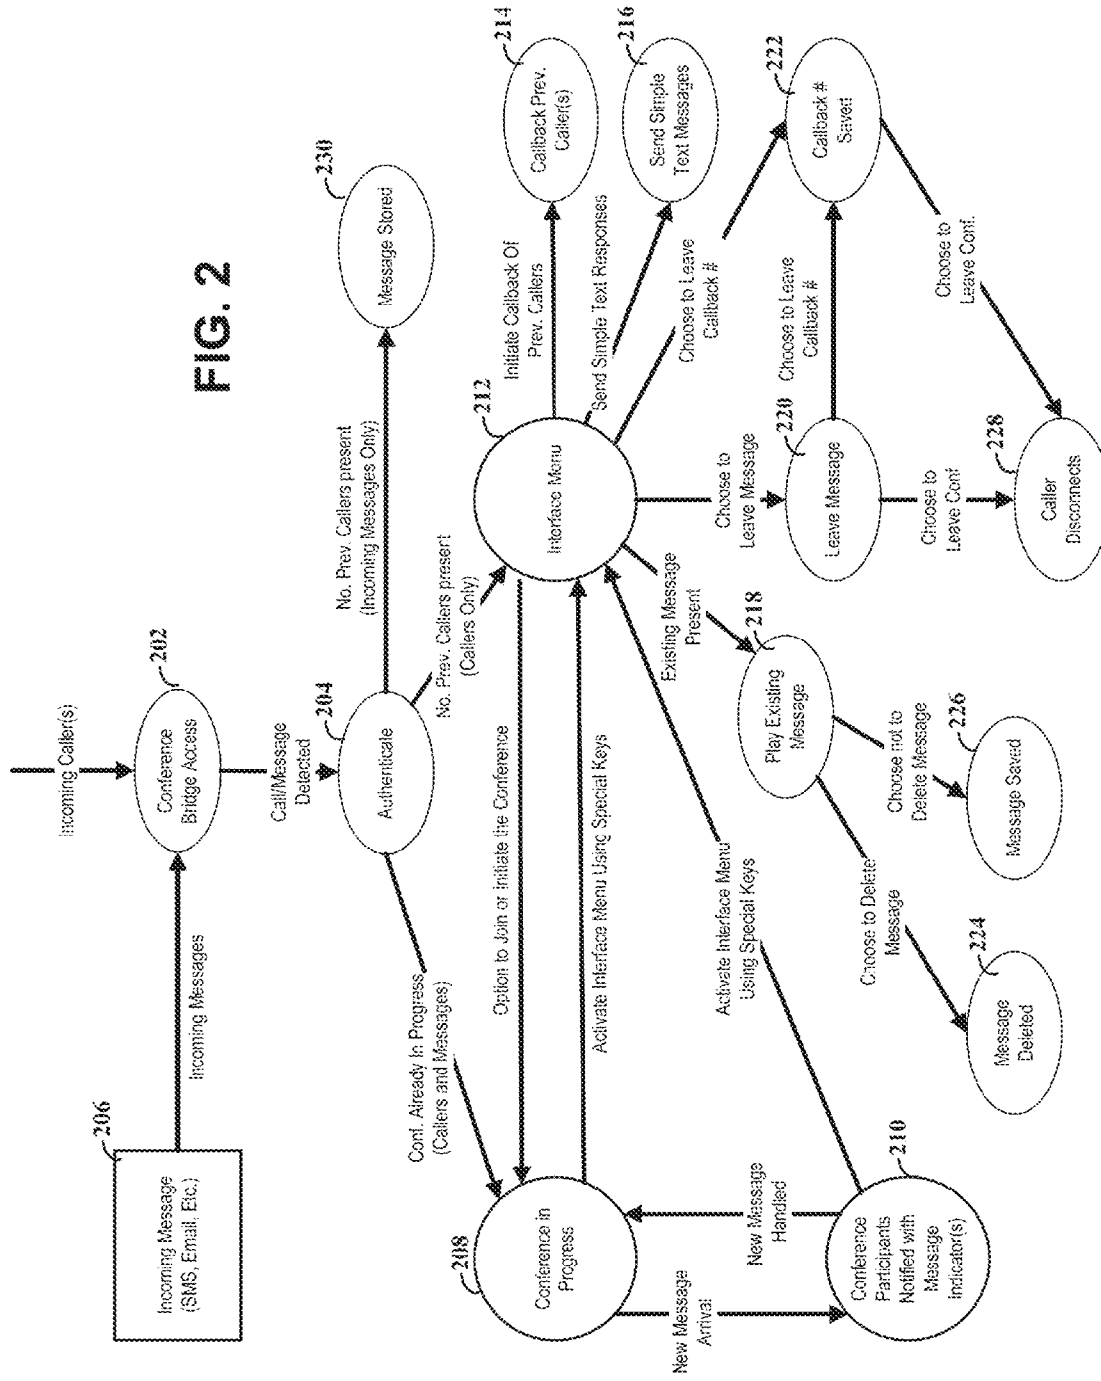 FIG. 2
Incoming Caller(s)
206
Incoming Message
(SMS, Email, Etc.)
Incoming Messages
202
Conference
Bridge Access
Call/Message
Detected
204
Authenticate
No. Prev. Callers present
(Incoming Messages Only)
230
Message Stored
No. Prev. Callers present
(Callers Only)
Conf. Already In Progress
(Callers and Messages)
208
Conference in
Progress
Option to Join or Initiate the Conference
Activate Interface Menu Using Special Keys
212
Interface Menu
Initiate Callback Of
Prev. Callers
214
Callback Prev.
Caller(s)
Send Simple Text Responses
216
Send Simple
Text Messages
Choose to Leave
Callback #
222
Callback #
Saved
Choose to
Leave Message
220
Leave Message
Choose to Leave
Callback #
Choose to
Leave Conf.
Choose to
Leave Conf
228
Caller
Disconnects
Existing Message
Present
218
Play Existing
Message
Choose not to
Delete Message
226
Message Saved
Choose to Delete
Message
224
Message
Deleted
Activate Interface Menu
Using Special Keys
New Message
Handled
New Message
Arrival
210
Conference
Participants
Notified with
Message
Indicator(s)